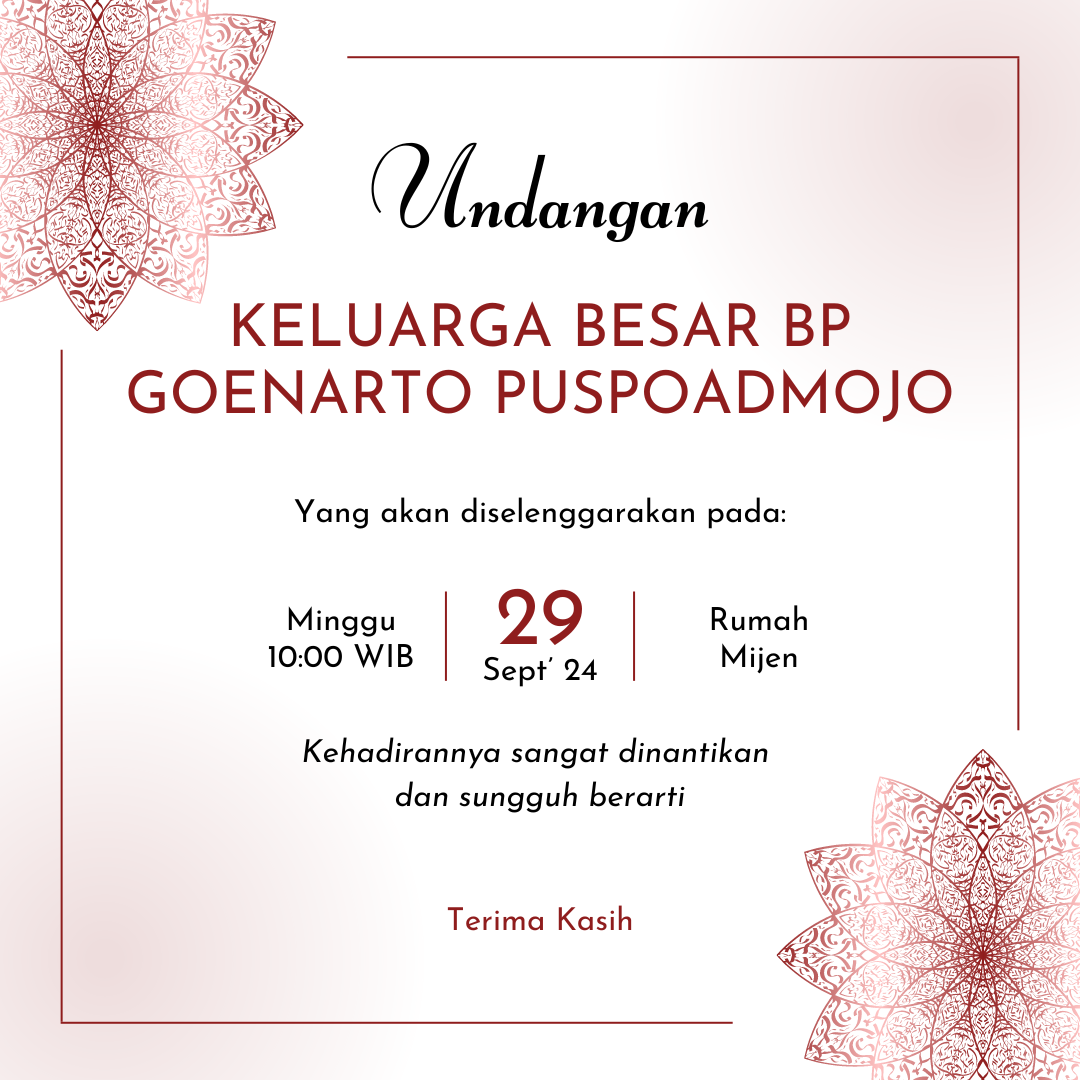 Undangan
KELUARGA BESAR BP
GOENARTO PUSPOADMOJO
Yang akan diselenggarakan pada:
Minggu
10:00 WIB
29
Sept’ 24
Rumah
Mijen
Kehadirannya sangat dinantikan
dan sungguh berarti
Terima Kasih